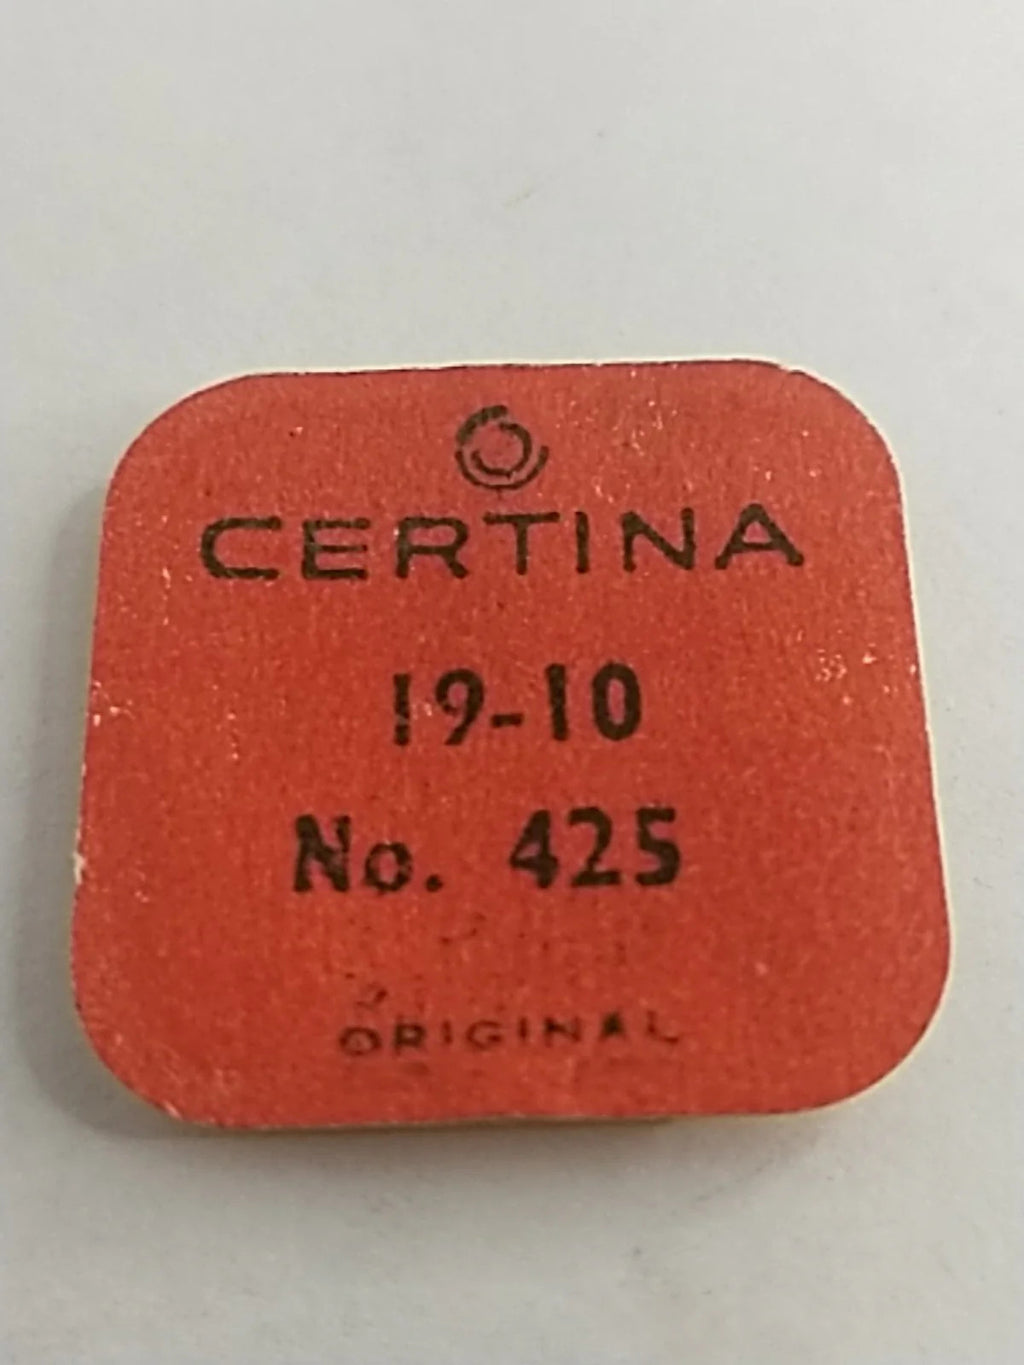 CERTINA
19-10
No. 425
ORIGINAL